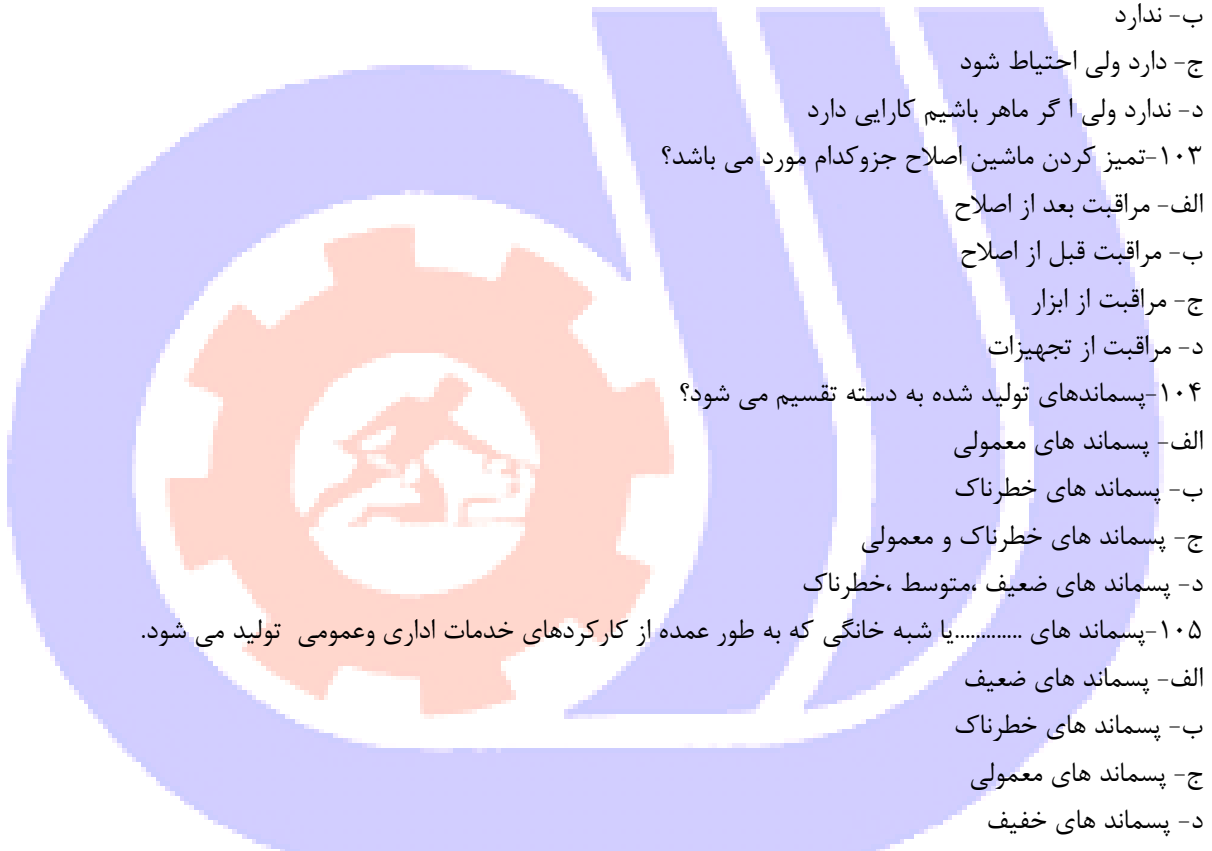 ب- ندارد
ج- دارد ولی احتیاط شود
د- ندارد ولی ا گر ماهر باشیم کارایی دارد
۱۰۳-تمیز کردن ماشین اصلاح جزوکدام مورد می باشد؟
الف- مراقبت بعد از اصلاح
ب- مراقبت قبل از اصلاح
ج- مراقبت از ابزار
د- مراقبت از تجهیزات
۱۰۴-پسماندهای تولید شده به دسته تقسیم می شود؟
الف- پسماند های معمولی
ب- پسماند های خطرناک
ج- پسماند های خطرناک و معمولی
د- پسماند های ضعیف ،متوسط ،خطرناک
۱۰۵-پسماند های ............یا شبه خانگی که به طور عمده از کارکردهای خدمات اداری وعمومی تولید می شود.
الف- پسماند های ضعیف
ب- پسماند های خطرناک
ج- پسماند های معمولی
د- پسماند های خفیف